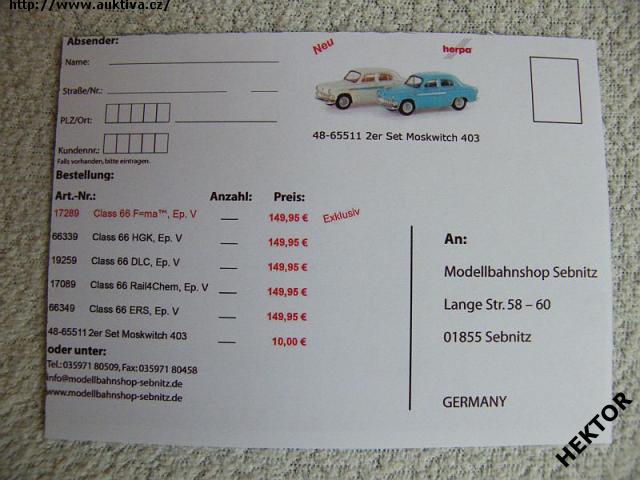 http://www.auktiva.cz/
Absender:
Name:
Straße/Nr.:
PLZ/Ort:
Kundennr.:
Falls vorhanden, bitte eintragen.
Neu
herpa
48-65511 2er Set Moskwitch 403
Bestellung:
Art.-Nr.: Anzahl: Preis:
17289 Class 66 F=ma™, Ep. V 149,95 € Exklusiv
66339 Class 66 HGK, Ep. V 149,95 €
19259 Class 66 DLC, Ep. V 149,95 €
17089 Class 66 Rail4Chem, Ep. V 149,95 €
66349 Class 66 ERS, Ep. V 149,95 €
48-65511 2er Set Moskwitch 403 10,00 €
oder unter:
Tel.: 035971 80509, Fax: 035971 80458
info@modellbahnshop-sebnitz.de
www.modellbahnshop-sebnitz.de
An:
Modellbahnshop Sebnitz
Lange Str. 58 – 60
01855 Sebnitz
GERMANY
HEKTOR